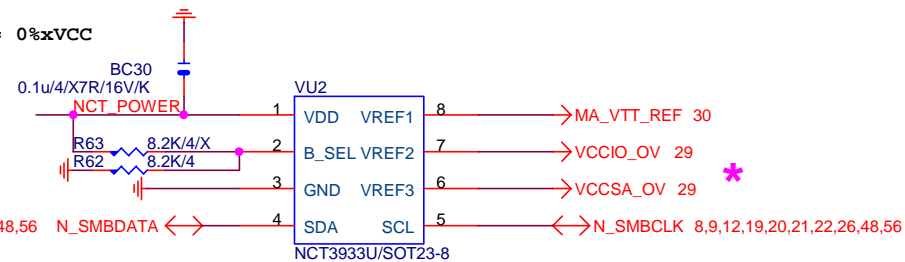 = 0%xVCC
BC30
0.1u/4/X7R/16V/K
NCT_POWER
VU2
1 VDD VREF1 8 MA_VTT_REF 30
R63 8.2K/4/X
2 B_SEL VREF2 7 VCCIO_OV 29
R62 8.2K/4
3 GND VREF3 6 VCCSA_OV 29 *
48,56 N_SMBDATA 4 SDA SCL 5 N_SMBCLK 8,9,12,19,20,21,22,26,48,56
NCT3933U/SOT23-8